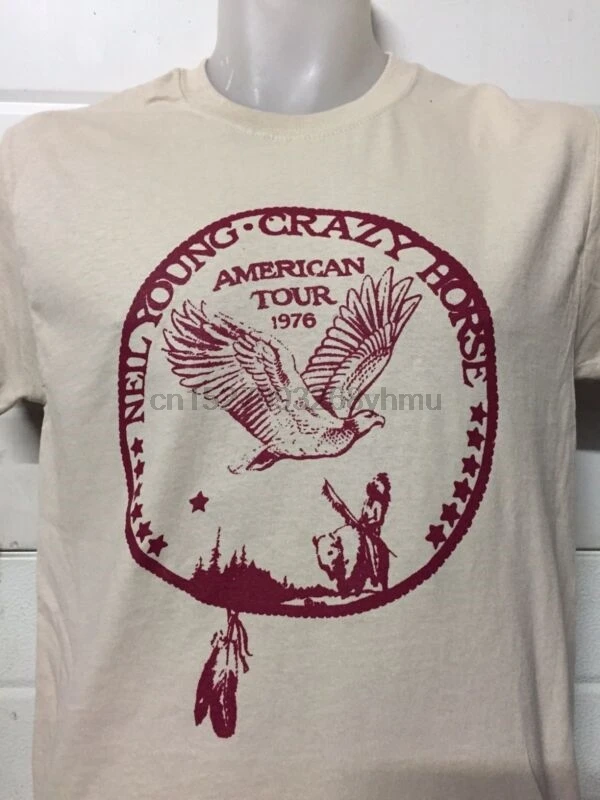 NEIL YOUNG • CRAZY HORSE
AMERICAN
TOUR
1976